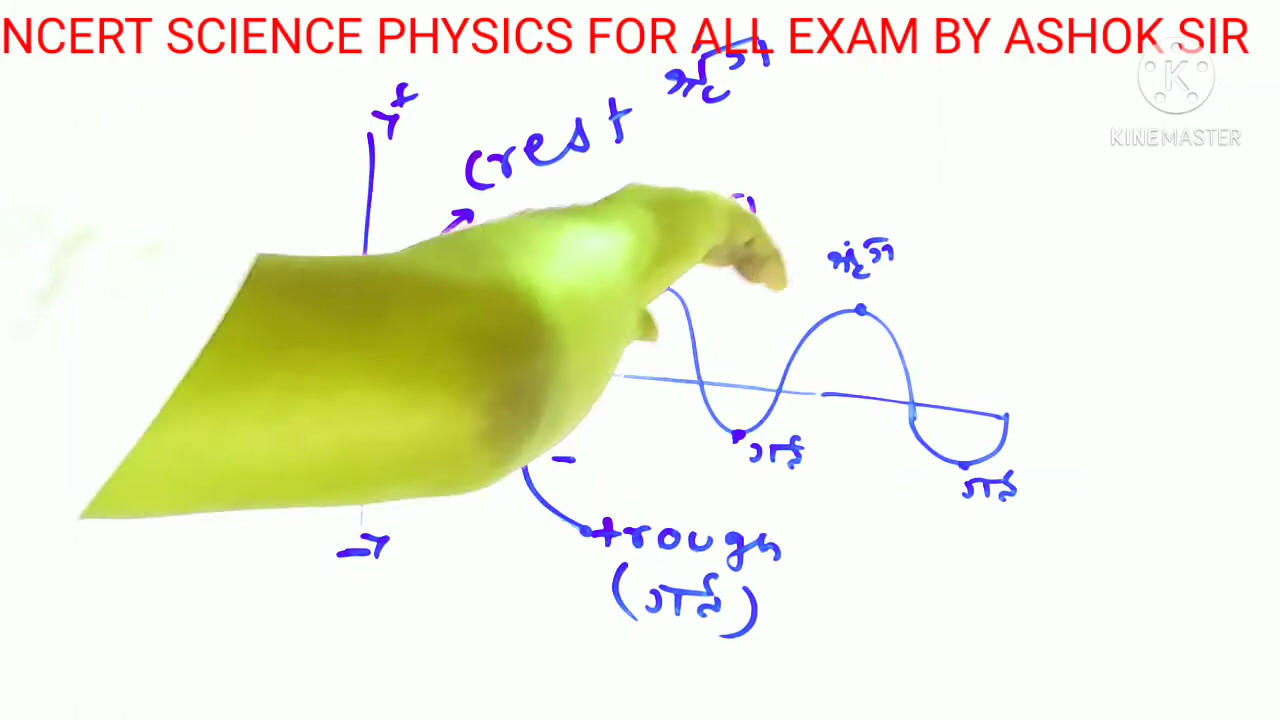 NCERT SCIENCE PHYSICS FOR ALL EXAM BY ASHOK SIR
KINEMASTER
Crest
शृंग
शृंग
गर्त
गर्त
trough
(गर्त)